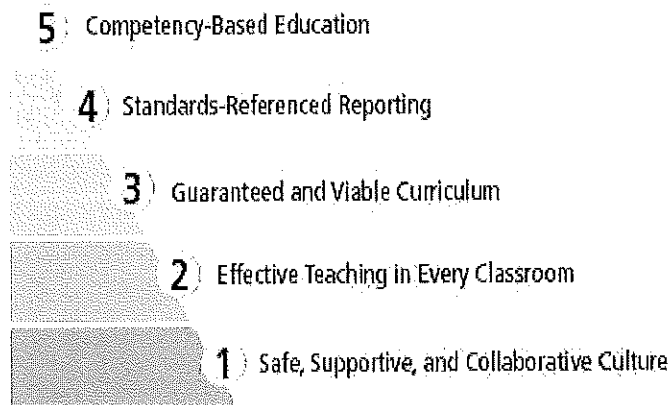 5 Competency-Based Education
4 Standards-Referenced Reporting
3 Guaranteed and Viable Curriculum
2 Effective Teaching in Every Classroom
1 Safe, Supportive, and Collaborative Culture